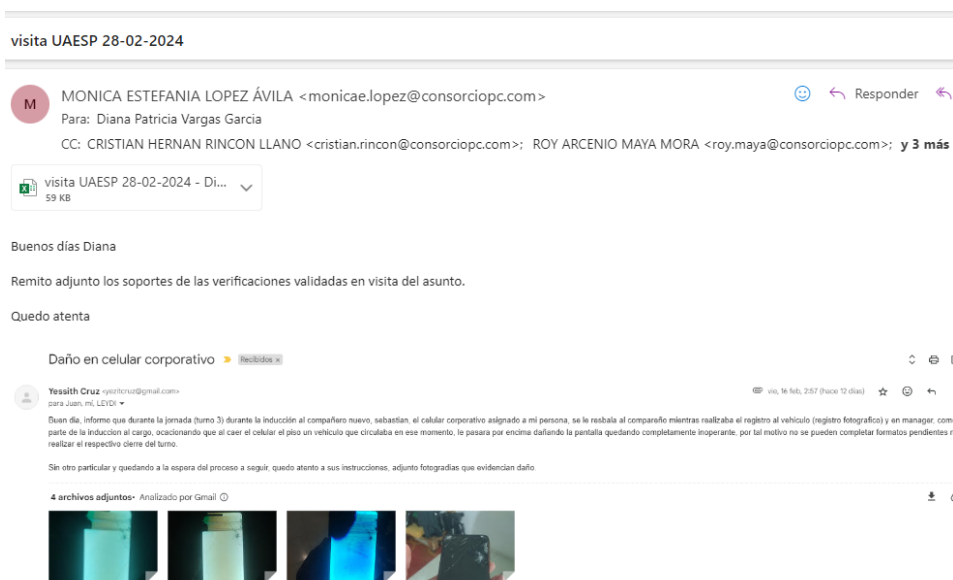 visita UAESP 28-02-2024
M
MONICA ESTEFANIA LOPEZ ÁVILA <monicae.lopez@consorciopc.com>
Responder
Para: Diana Patricia Vargas Garcia
CC: CRISTIAN HERNAN RINCON LLANO <cristian.rincon@consorciopc.com>; ROY ARCENIO MAYA MORA <roy.maya@consorciopc.com>; y 3 más
visita UAESP 28-02-2024 - Di...
59 KB
Buenos días Diana
Remito adjunto los soportes de las verificaciones validadas en visita del asunto.
Quedo atenta
Daño en celular corporativo Recibidos ×
Yessith Cruz <yezitcruz@gmail.com>
vie, 16 feb, 2:57 (hace 12 días)
para Juan, mí, LEYDI
Buen dia, informo que durante la jornada (turno 3) durante la inducción al compañero nuevo, sebastian, el celular corporativo asignado a mi persona, se le resbala al compareño mientras realizaba el registro al vehículo (registro fotografico) y en manager, com
parte de la induccion al cargo, ocacionando que al caer el celular el piso un vehiculo que circulaba en ese momento, le pasara por encima dañando la pantalla quedando completamente inoperante, por tal motivo no se pueden completar formatos pendientes
realizar el respectivo cierre del turno.
Sin otro particular y quedando a la espera del proceso a seguir, quedo atento a sus instrucciones, adjunto fotogradias que evidencian daño.
4 archivos adjuntos• Analizado por Gmail